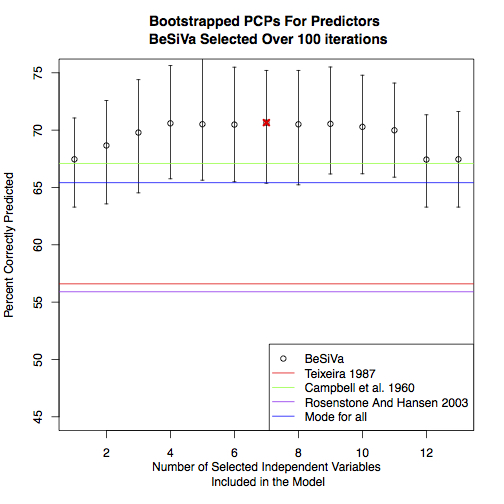 Bootstrapped PCPs For Predictors
BeSiVa Selected Over 100 iterations
Percent Correctly Predicted
75
70
65
60
55
50
45
BeSiVa
Teixeira 1987
Campbell et al. 1960
Rosenstone And Hansen 2003
Mode for all
2 4 6 8 10 12
Number of Selected Independent Variables
Included in the Model